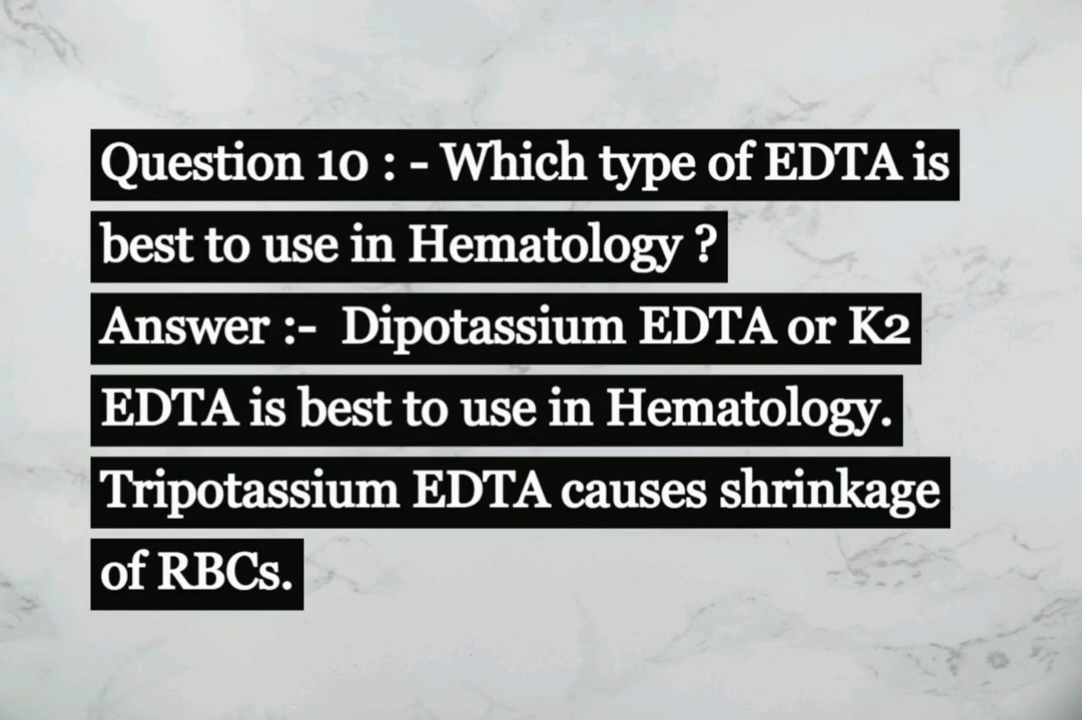 Question 10 : - Which type of EDTA is
best to use in Hematology ?
Answer :-  Dipotassium EDTA or K2
EDTA is best to use in Hematology.
Tripotassium EDTA causes shrinkage
of RBCs.